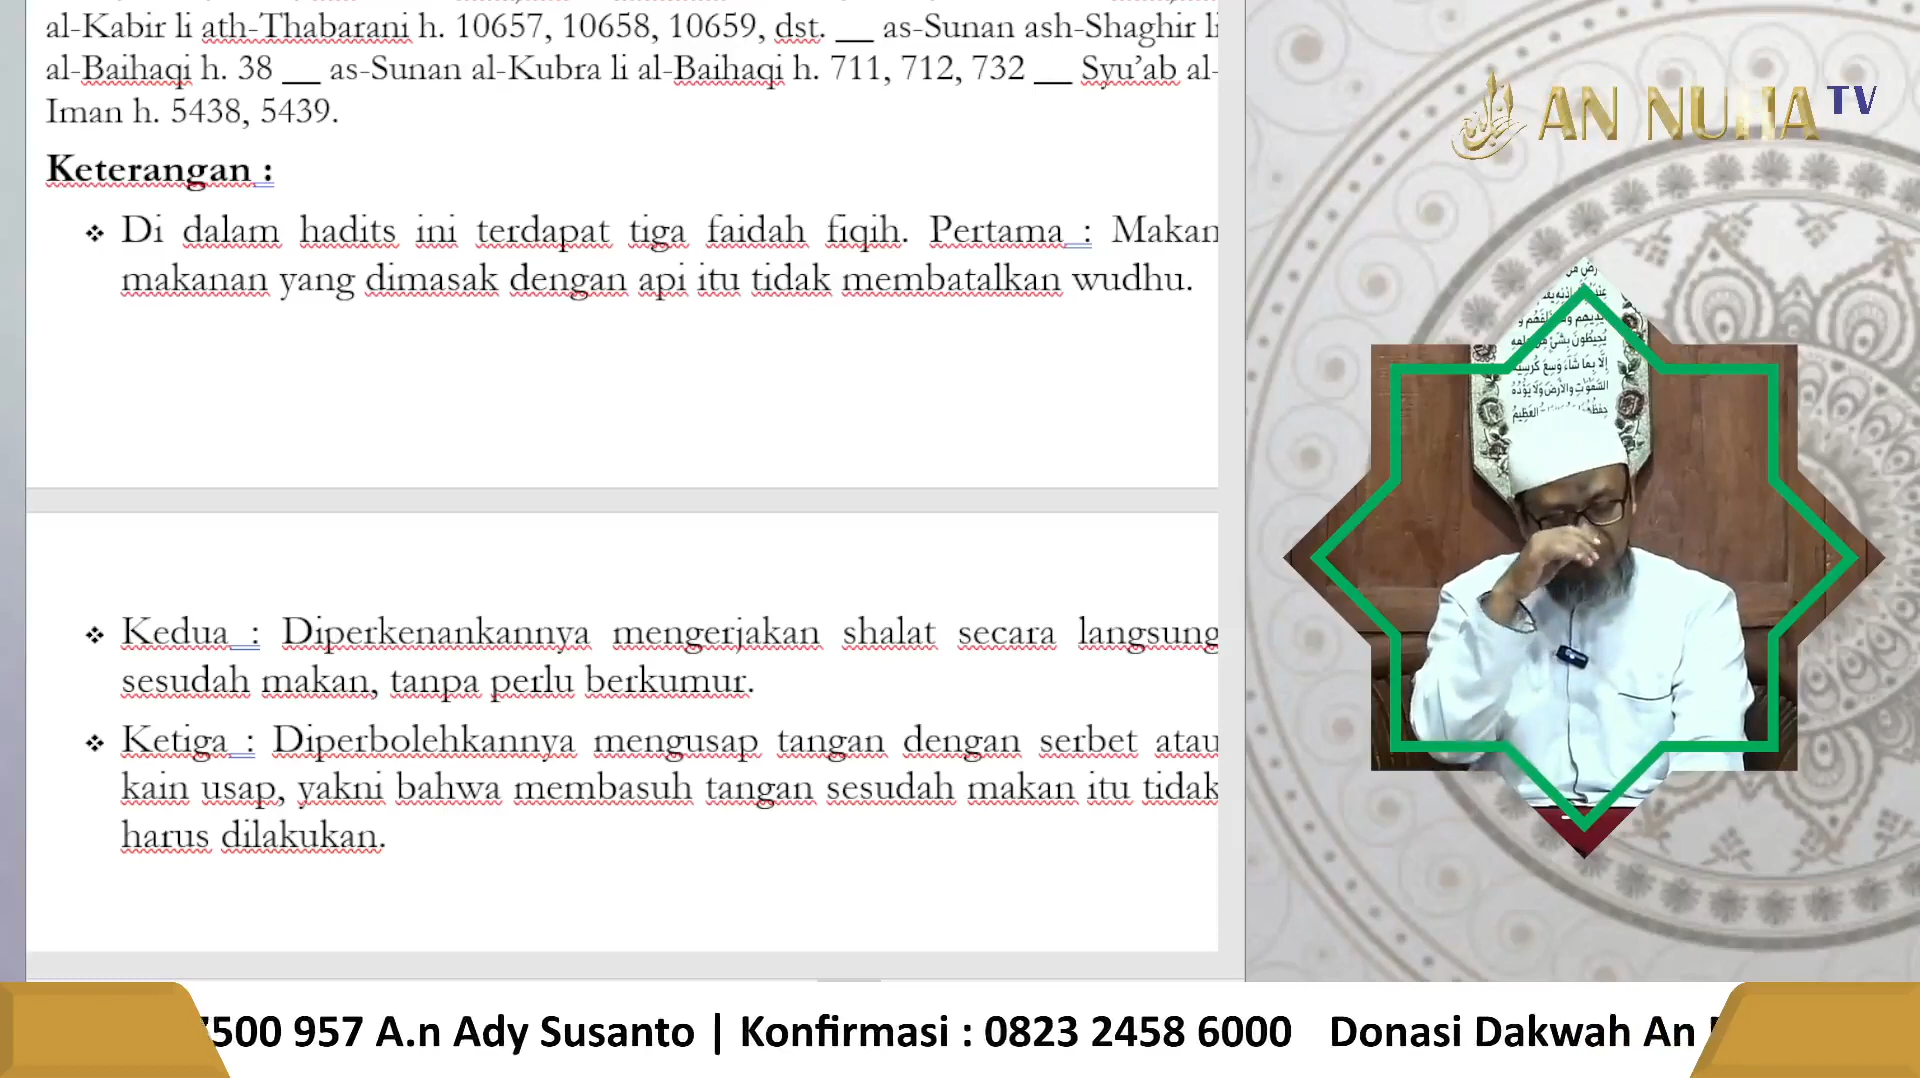 al-Kabir li ath-Thabarani h. 10657, 10658, 10659, dst. __ as-Sunan ash-Shaghir li
al-Baihaqi h. 38 __ as-Sunan al-Kubra li al-Baihaqi h. 711, 712, 732 __ Syu’ab al-
Iman h. 5438, 5439.
Keterangan :
❖ Di dalam hadits ini terdapat tiga faidah fiqih. Pertama : Makan
makanan yang dimasak dengan api itu tidak membatalkan wudhu.
❖ Kedua : Diperkenankannya mengerjakan shalat secara langsung
sesudah makan, tanpa perlu berkumur.
❖ Ketiga : Diperbolehkannya mengusap tangan dengan serbet atau
kain usap, yakni bahwa membasuh tangan sesudah makan itu tidak
harus dilakukan.
AN NUHA TV
500 957 A.n Ady Susanto | Konfirmasi : 0823 2458 6000 Donasi Dakwah An